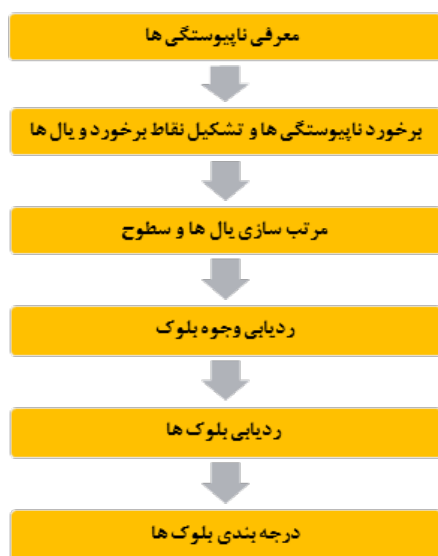 معرفی ناپیوستگی ها
برخورد ناپیوستگی ها و تشکیل نقاط برخورد و یال ها
مرتب سازی یال ها و سطوح
ردیابی وجوه بلوک
ردیابی بلوک ها
درجه بندی بلوک ها